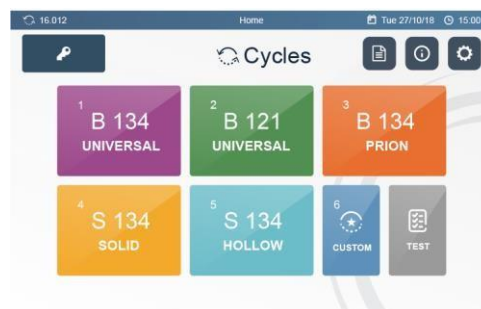 16.012 Home Tue 27/10/18 15:00
Cycles
1 2 3
B 134 B 121 B 134
UNIVERSAL UNIVERSAL PRION
4 5 6
S 134 S 134
SOLID HOLLOW CUSTOM TEST